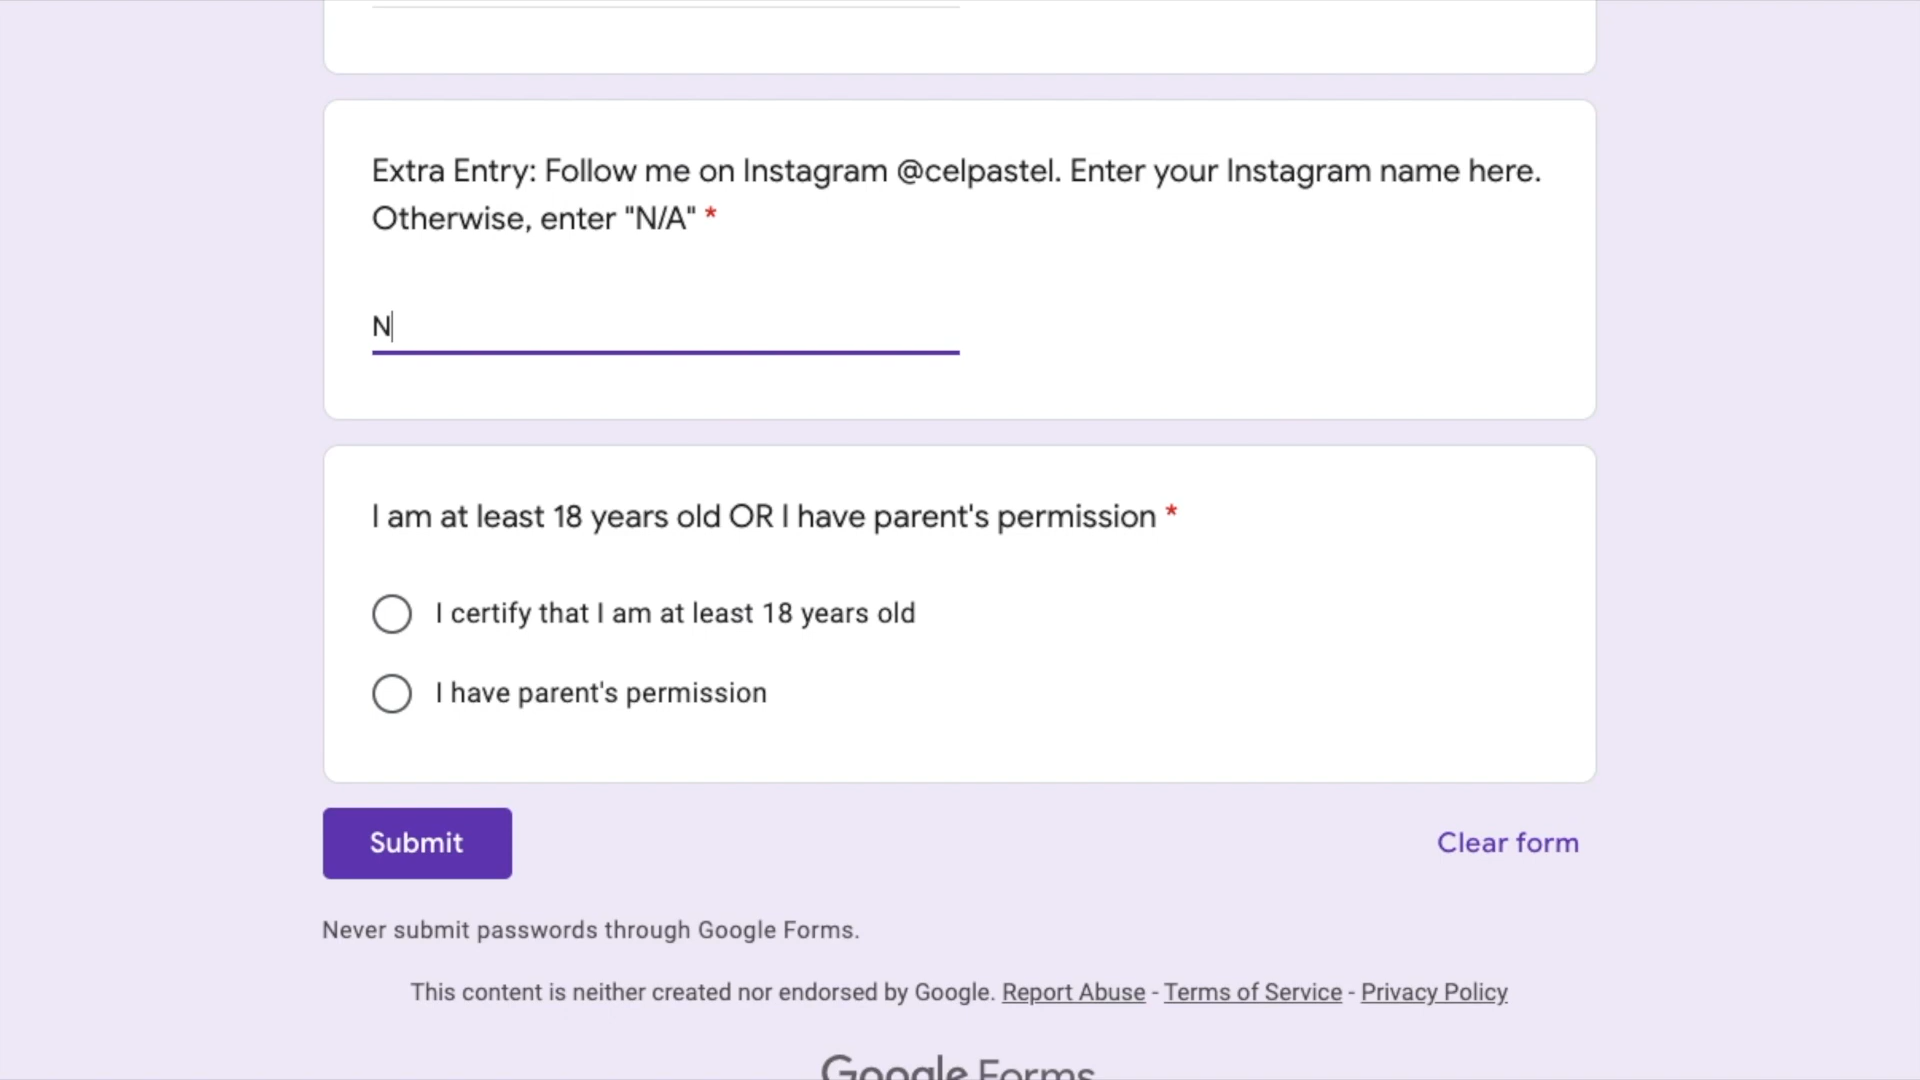 Extra Entry: Follow me on Instagram @celpastel. Enter your Instagram name here.
Otherwise, enter "N/A" *
N
I am at least 18 years old OR I have parent's permission *
I certify that I am at least 18 years old
I have parent's permission
Submit
Clear form
Never submit passwords through Google Forms.
This content is neither created nor endorsed by Google. Report Abuse - Terms of Service - Privacy Policy
Google Forms